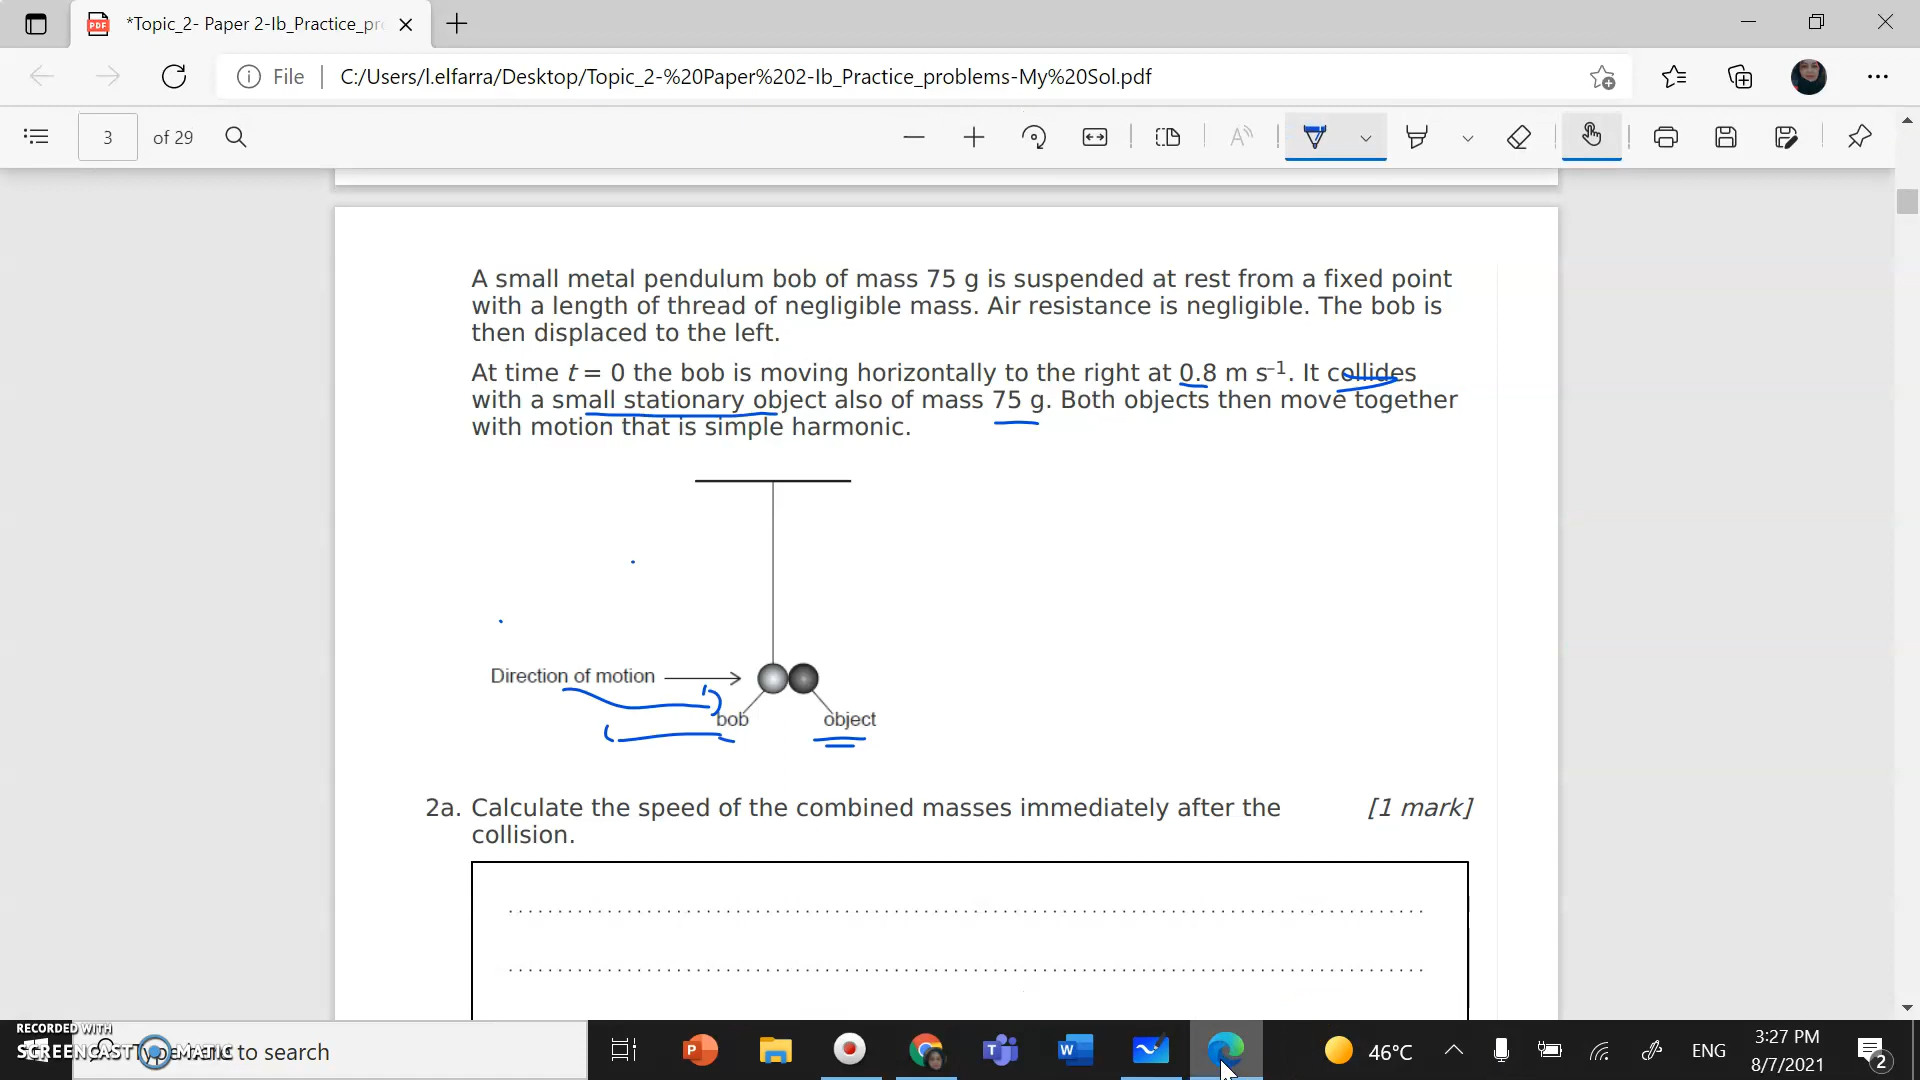 *Topic_2- Paper 2-Ib_Practice_pr
File
C:/Users/l.elfarra/Desktop/Topic_2-%20Paper%202-Ib_Practice_problems-My%20Sol.pdf
3
of 29
A small metal pendulum bob of mass 75 g is suspended at rest from a fixed point
with a length of thread of negligible mass. Air resistance is negligible. The bob is
then displaced to the left.
At time t = 0 the bob is moving horizontally to the right at 0.8 m s⁻¹. It collides
with a small stationary object also of mass 75 g. Both objects then move together
with motion that is simple harmonic.
Direction of motion
bob
object
2a. Calculate the speed of the combined masses immediately after the [1 mark]
collision.
RECORDED WITH
SCREENCAST MATIC
Type here to search
46°C
ENG
3:27 PM
8/7/2021
2